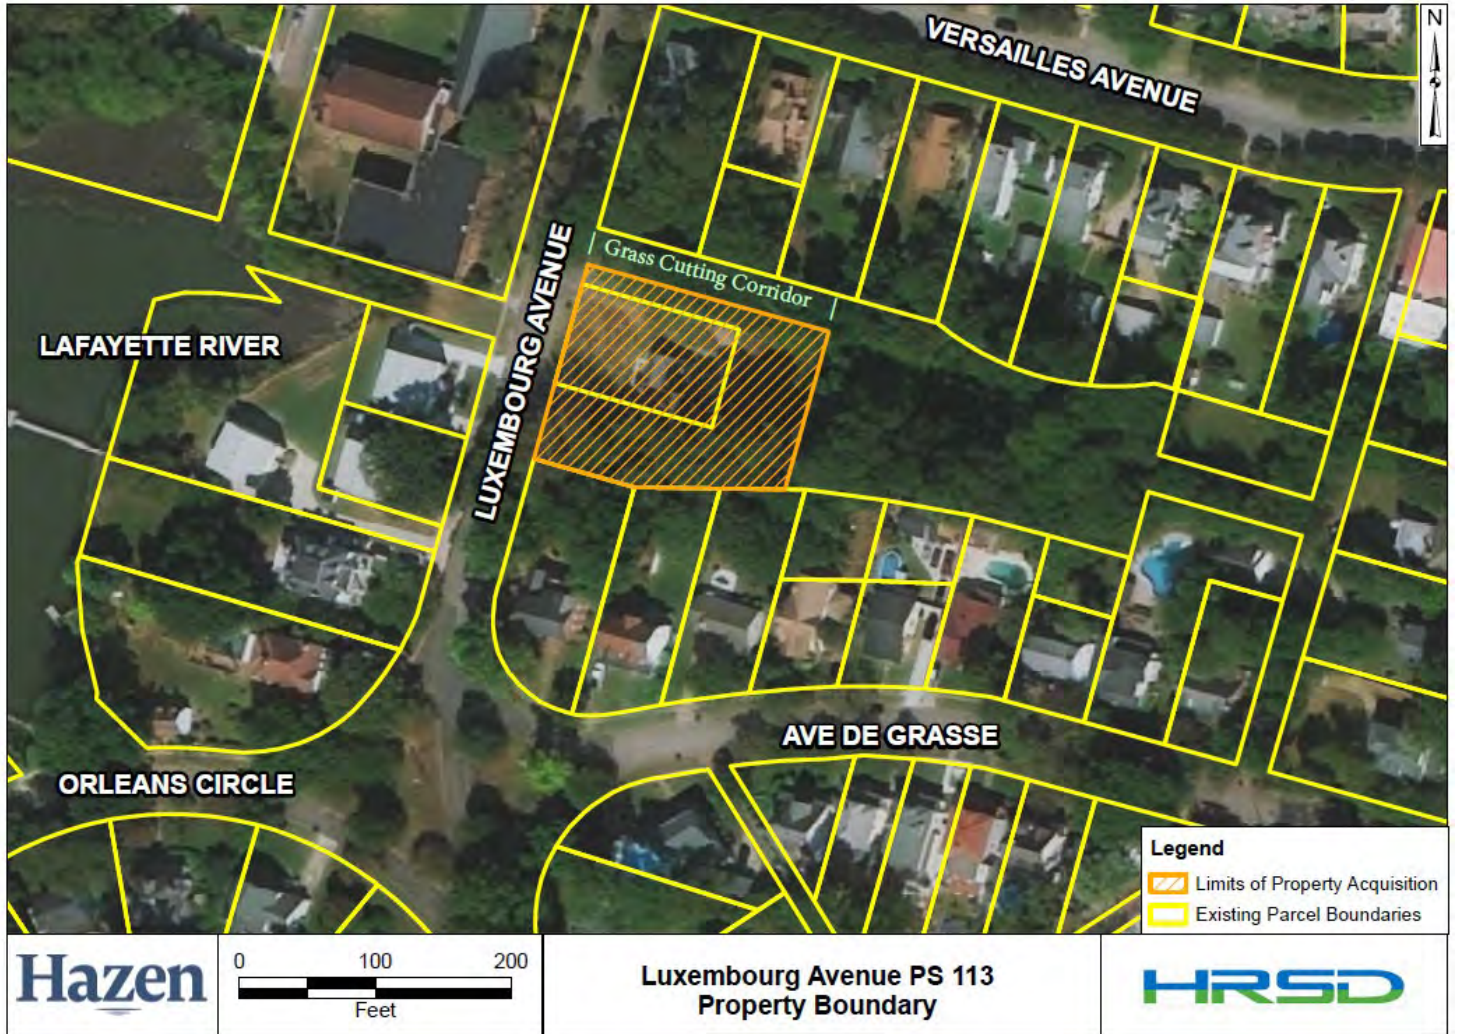 N
VERSAILLES AVENUE
| Grass Cutting Corridor |
LUXEMBOURG AVENUE
LAFAYETTE RIVER
AVE DE GRASSE
ORLEANS CIRCLE
Legend
Limits of Property Acquisition
Existing Parcel Boundaries
Hazen
0 100 200
Feet
Luxembourg Avenue PS 113
Property Boundary
HRSD